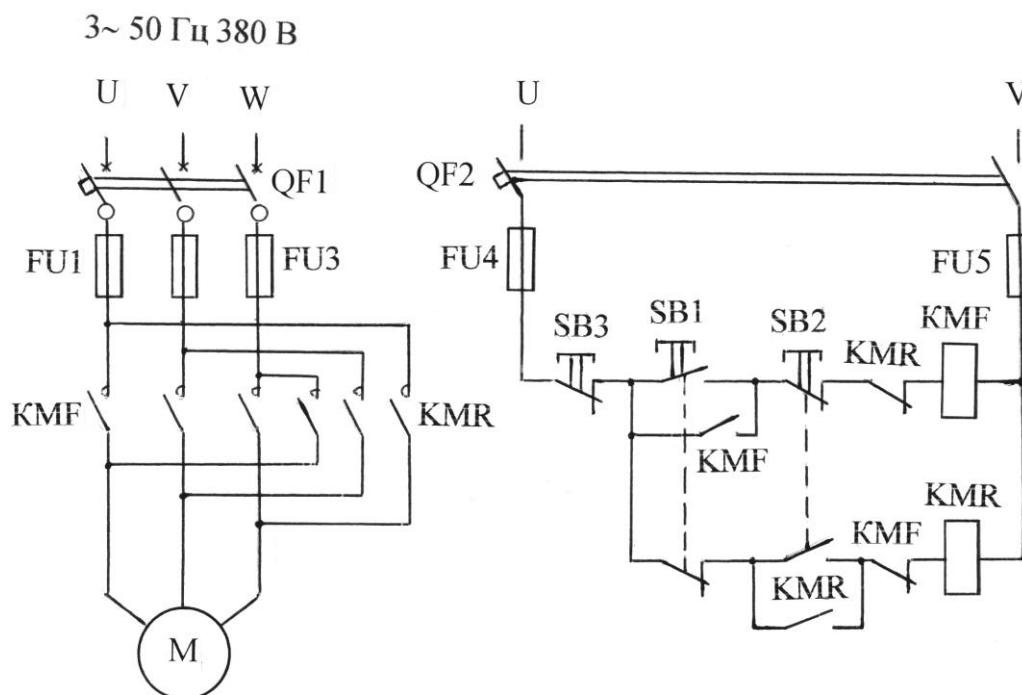 3~ 50 Гц 380 В
U V W
QF1
FU1
FU3
KMF
KMR
M
U V
QF2
FU4
FU5
SB3 SB1 SB2 KMR KMF
KMF
KMR
KMF
KMR